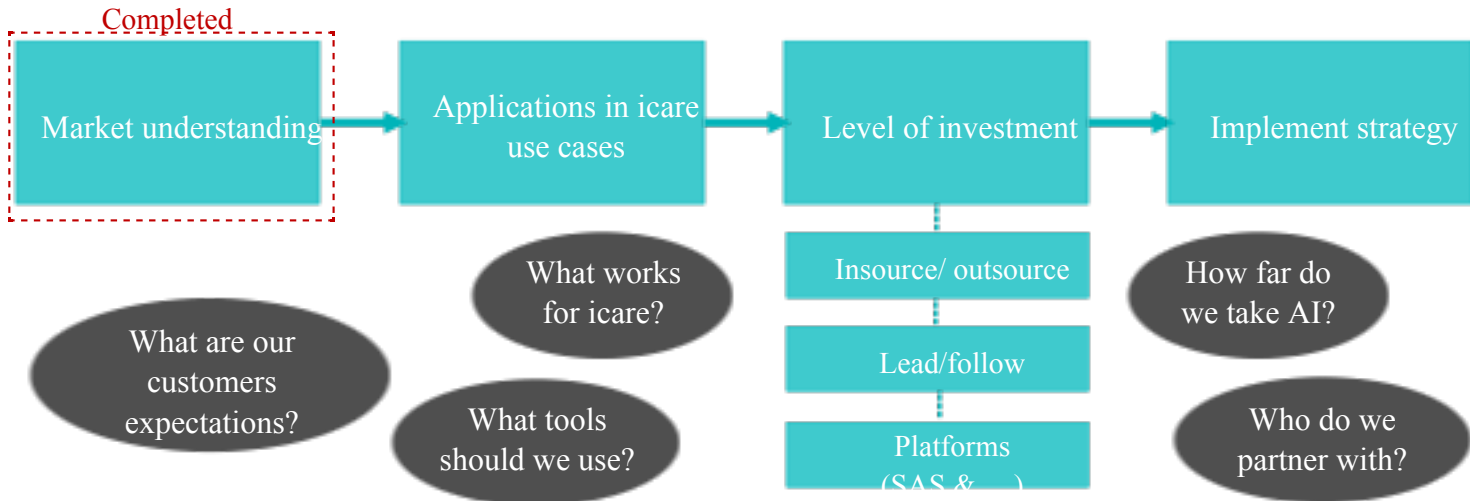 Completed
Market understanding
Applications in icare
use cases
Level of investment
Implement strategy
What works
for icare?
Insource/ outsource
How far do
we take AI?
What are our
customers
expectations?
Lead/follow
What tools
should we use?
Who do we
partner with?
Platforms
(SAS &